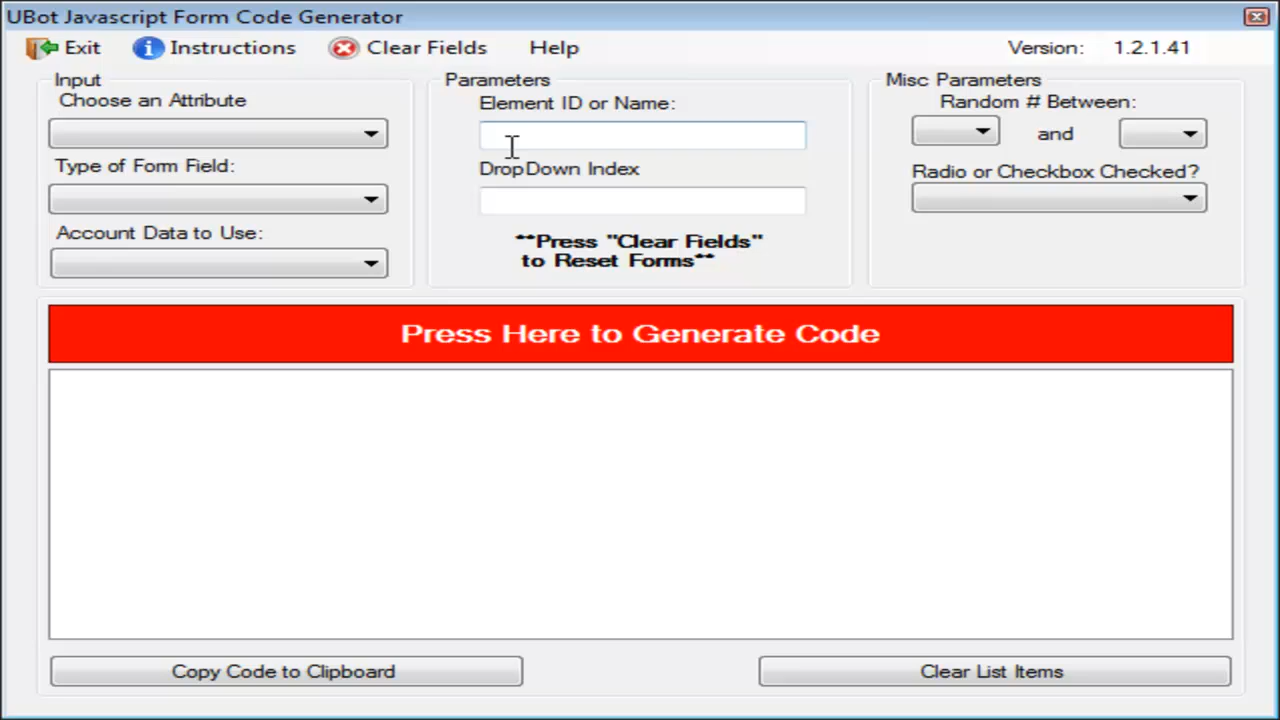 UBot Javascript Form Code Generator
Exit Instructions Clear Fields Help Version: 1.2.1.41
Input
Choose an Attribute
Type of Form Field:
Account Data to Use:
Parameters
Element ID or Name:
DropDown Index
**Press "Clear Fields"
to Reset Forms**
Misc Parameters
Random # Between:
and
Radio or Checkbox Checked?
Press Here to Generate Code
Copy Code to Clipboard
Clear List Items